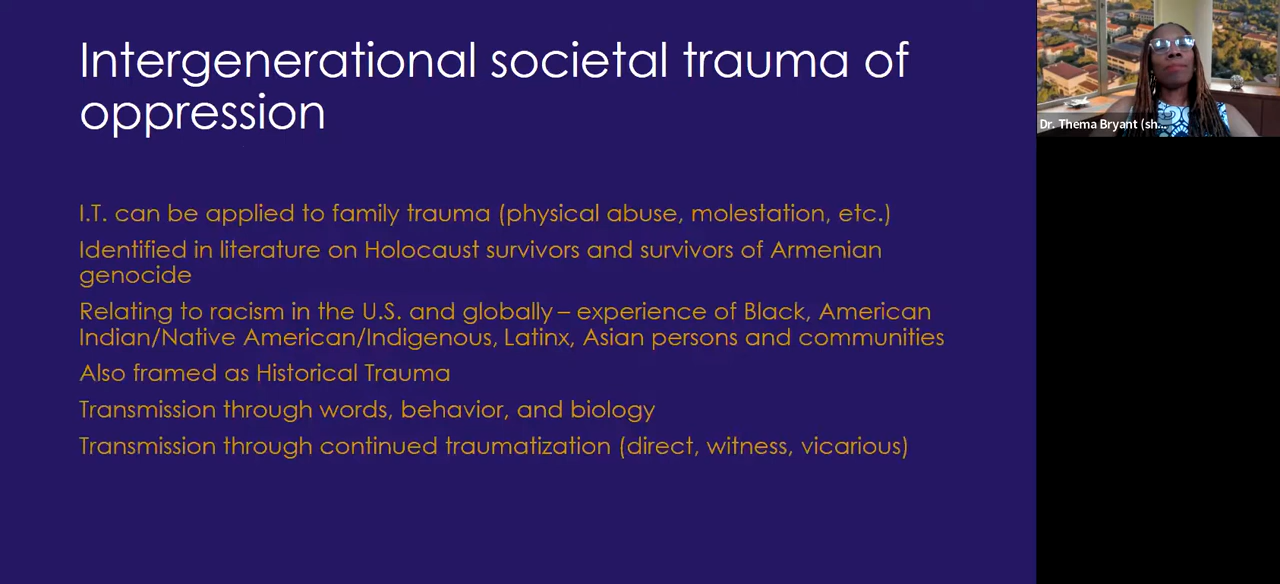 Intergenerational societal trauma of
oppression
I.T. can be applied to family trauma (physical abuse, molestation, etc.)
Identified in literature on Holocaust survivors and survivors of Armenian
genocide
Relating to racism in the U.S. and globally – experience of Black, American
Indian/Native American/Indigenous, Latinx, Asian persons and communities
Also framed as Historical Trauma
Transmission through words, behavior, and biology
Transmission through continued traumatization (direct, witness, vicarious)
Dr. Thema Bryant (sh...